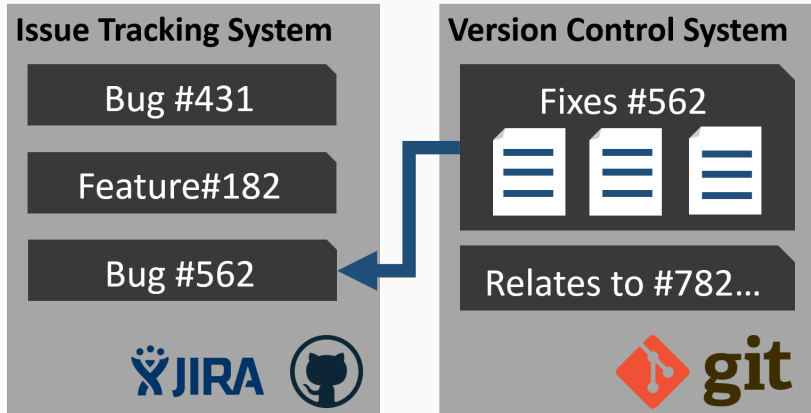 Issue Tracking System
Bug #431
Feature#182
Bug #562
JIRA
Version Control System
Fixes #562
Relates to #782...
git